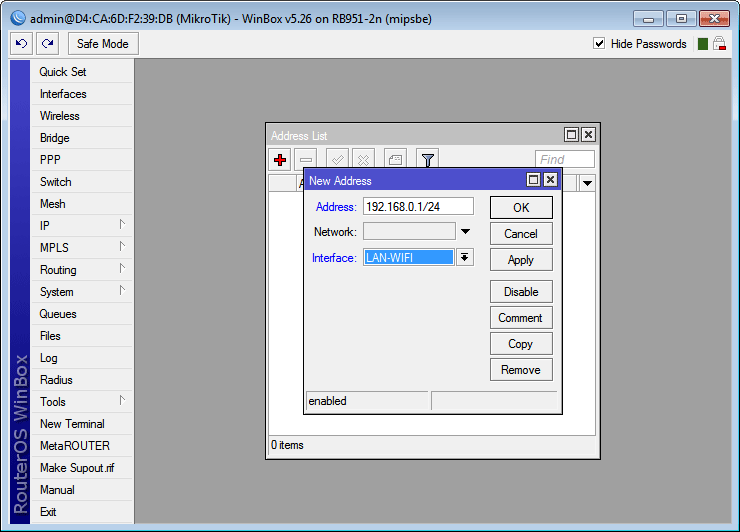 admin@D4:CA:6D:F2:39:DB (MikroTik) - WinBox v5.26 on RB951-2n (mipsbe)
Safe Mode
Hide Passwords
Quick Set
Interfaces
Wireless
Bridge
PPP
Switch
Mesh
IP
MPLS
Routing
System
Queues
Files
Log
Radius
Tools
New Terminal
MetaROUTER
Make Supout.rif
Manual
Exit
RouterOS WinBox
Address List
Find
New Address
Address: 192.168.0.1/24
Network:
Interface: LAN-WIFI
OK
Cancel
Apply
Disable
Comment
Copy
Remove
enabled
0 items